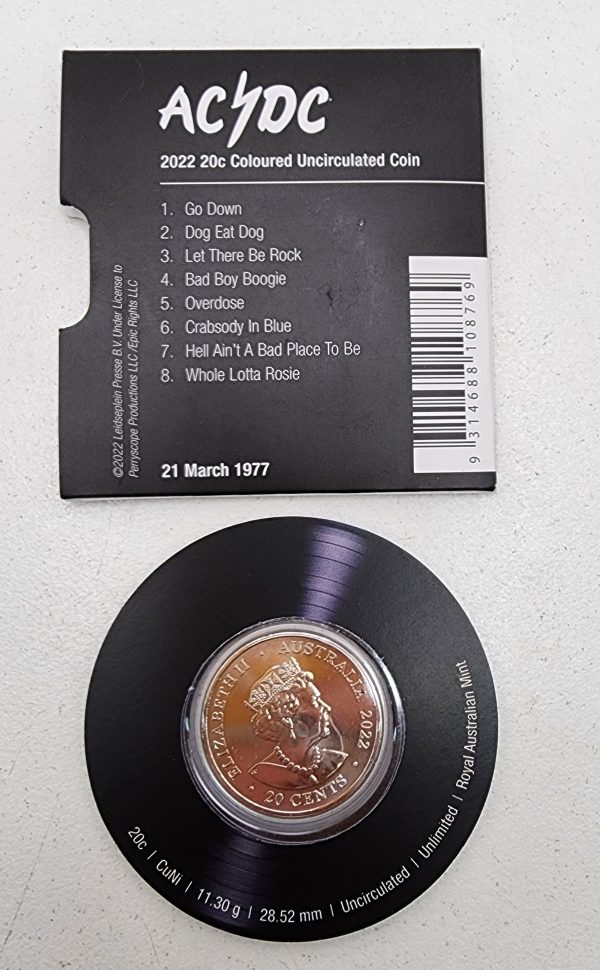 AC⚡DC
2022 20c Coloured Uncirculated Coin
1. Go Down
2. Dog Eat Dog
3. Let There Be Rock
4. Bad Boy Boogie
5. Overdose
6. Crabsody In Blue
7. Hell Ain't A Bad Place To Be
8. Whole Lotta Rosie
21 March 1977
©2022 Leidseplein Presse B.V. Under License to
Perryscope Productions LLC /Epic Rights LLC
9 314688 108769
ELIZABETH II · AUSTRALIA 2022 ·
· 20 CENTS ·
20c | CuNi | 11.30 g | 28.52 mm | Uncirculated | Unlimited | Royal Australian Mint